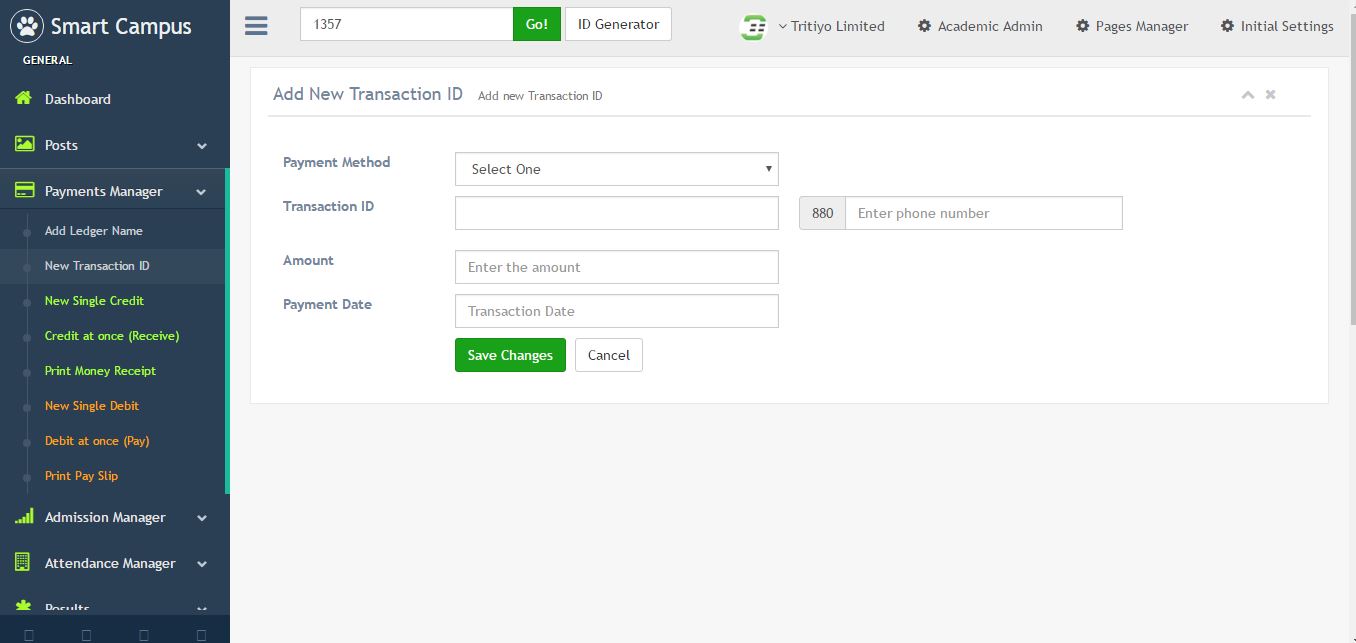 Smart Campus
GENERAL
Dashboard
Posts
Payments Manager
Add Ledger Name
New Transaction ID
New Single Credit
Credit at once (Receive)
Print Money Receipt
New Single Debit
Debit at once (Pay)
Print Pay Slip
Admission Manager
Attendance Manager
Results
1357 Go! ID Generator Tritiyo Limited Academic Admin Pages Manager Initial Settings
Add New Transaction ID Add new Transaction ID
Payment Method Select One
Transaction ID 880 Enter phone number
Amount Enter the amount
Payment Date Transaction Date
Save Changes Cancel